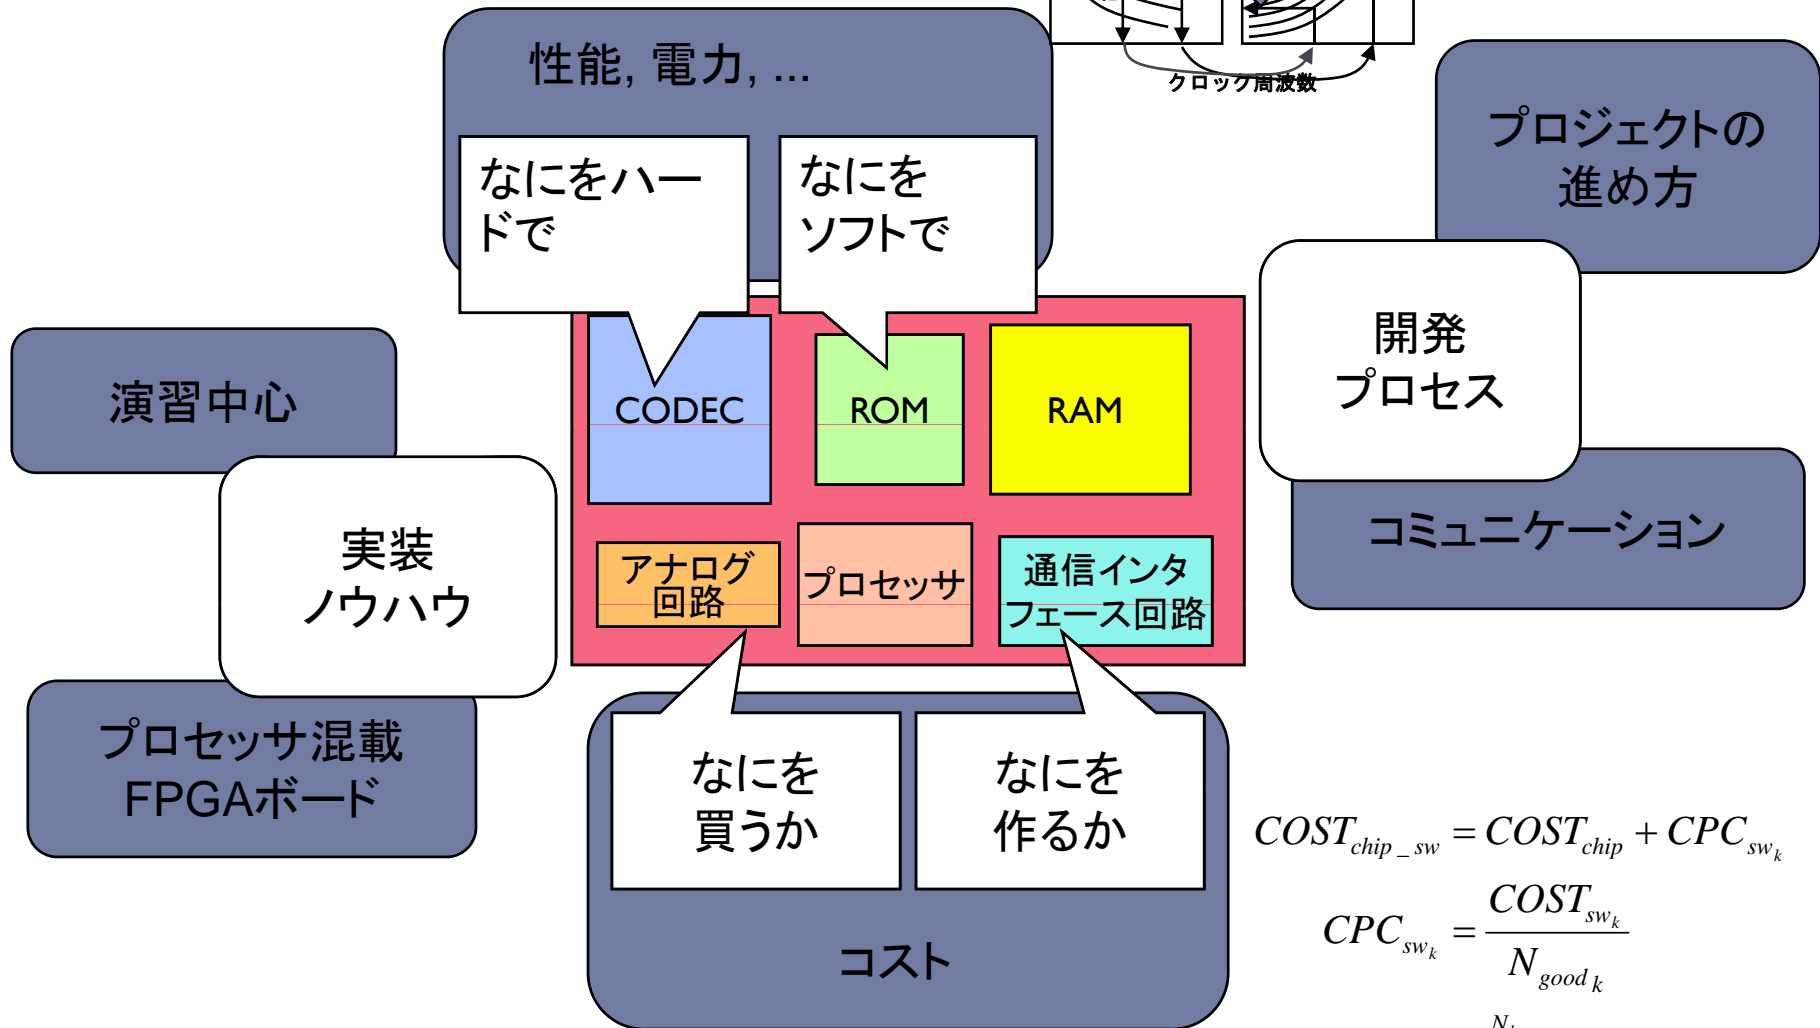 クロック周波数
性能, 電力, ...
なにをハー
ドで
なにを
ソフトで
プロジェクトの
進め方
開発
プロセス
コミュニケーション
演習中心
実装
ノウハウ
プロセッサ混載
FPGAボード
CODEC
ROM
RAM
アナログ
回路
プロセッサ
通信インタ
フェース回路
なにを
買うか
なにを
作るか
コスト
COST_{chip_sw} = COST_{chip} + CPC_{sw_k}
CPC_{sw_k} = \frac{COST_{sw_k}}{N_{good_k}}